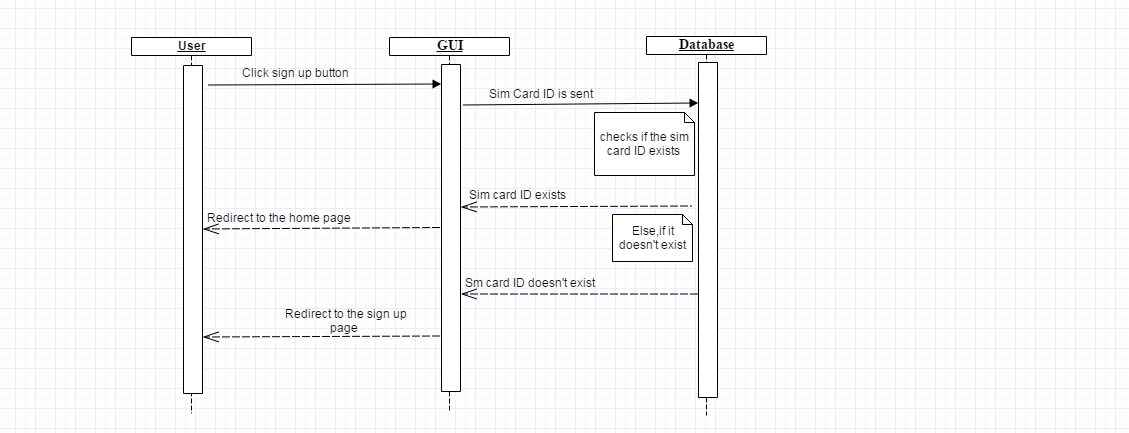 User
GUI
Database
Click sign up button
Sim Card ID is sent
checks if the sim
card ID exists
Sim card ID exists
Redirect to the home page
Else,if it
doesn't exist
Sm card ID doesn't exist
Redirect to the sign up
page